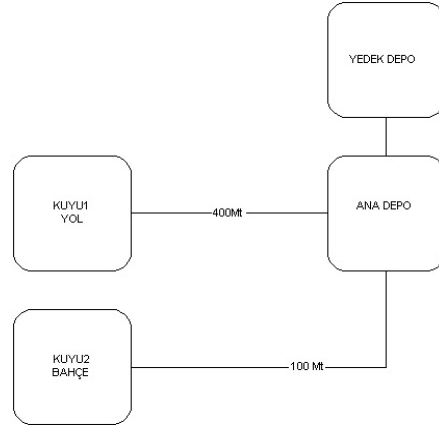 YEDEK DEPO
KUYU1
YOL
400Mt
ANA DEPO
KUYU2
BAHÇE
100 Mt